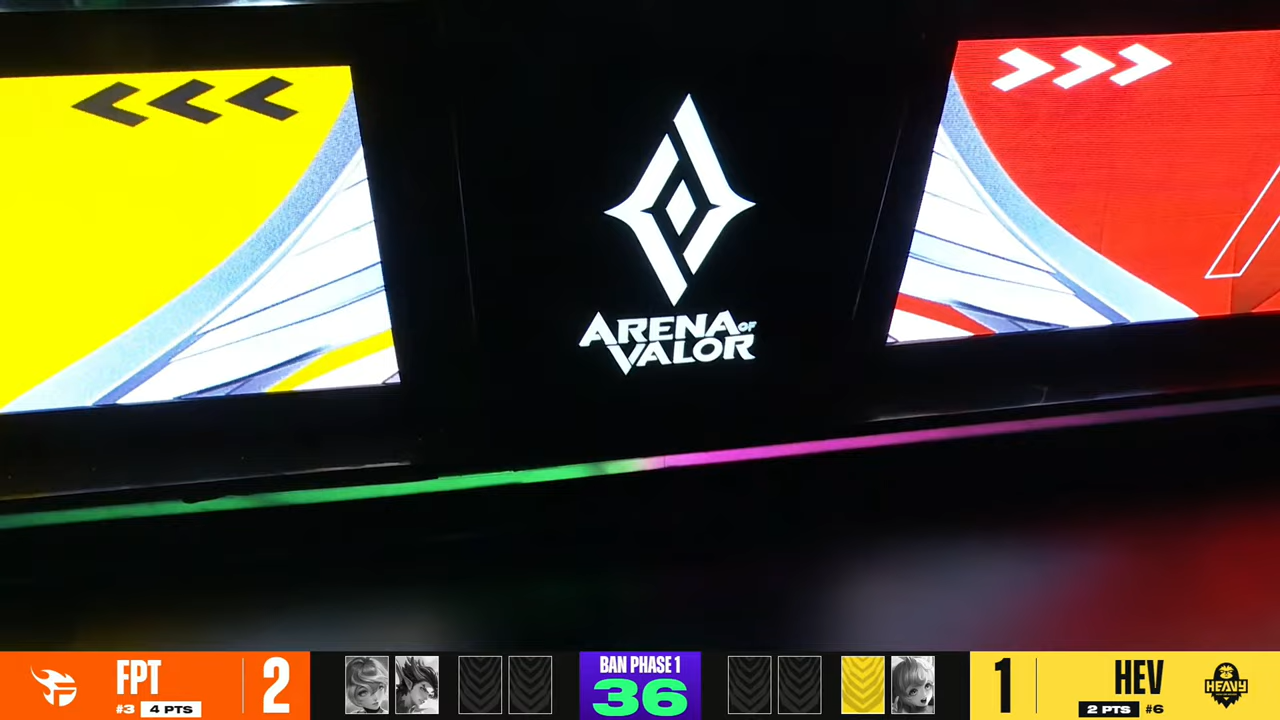 ARENA OF
VALOR
FPT
#3 4 PTS
2
BAN PHASE 1
36
1
HEV
2 PTS #6
HEAVY